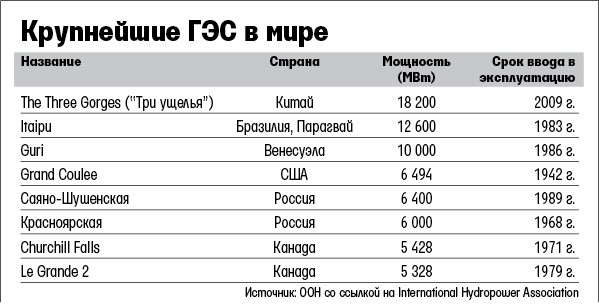 Крупнейшие ГЭС в мире
Название Страна Мощность (МВт) Срок ввода в эксплуатацию
The Three Gorges ("Три ущелья") Китай 18 200 2009 г.
Itaipu Бразилия, Парагвай 12 600 1983 г.
Guri Венесуэла 10 000 1986 г.
Grand Coulee США 6 494 1942 г.
Саяно-Шушенская Россия 6 400 1989 г.
Красноярская Россия 6 000 1968 г.
Churchill Falls Канада 5 428 1971 г.
Le Grande 2 Канада 5 328 1979 г.
Источник: ООН со ссылкой на International Hydropower Association